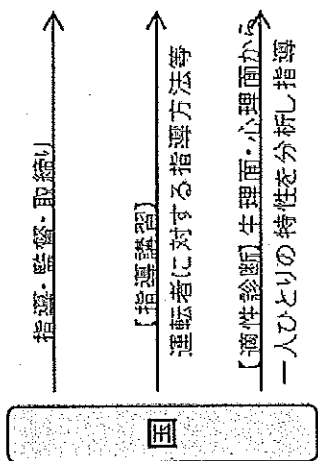 国
指導・監督・取締り
【指導講習】
運転者に対する指導方法等
【適性診断】生理面・心理面から
一人ひとりの特性を分析し指導